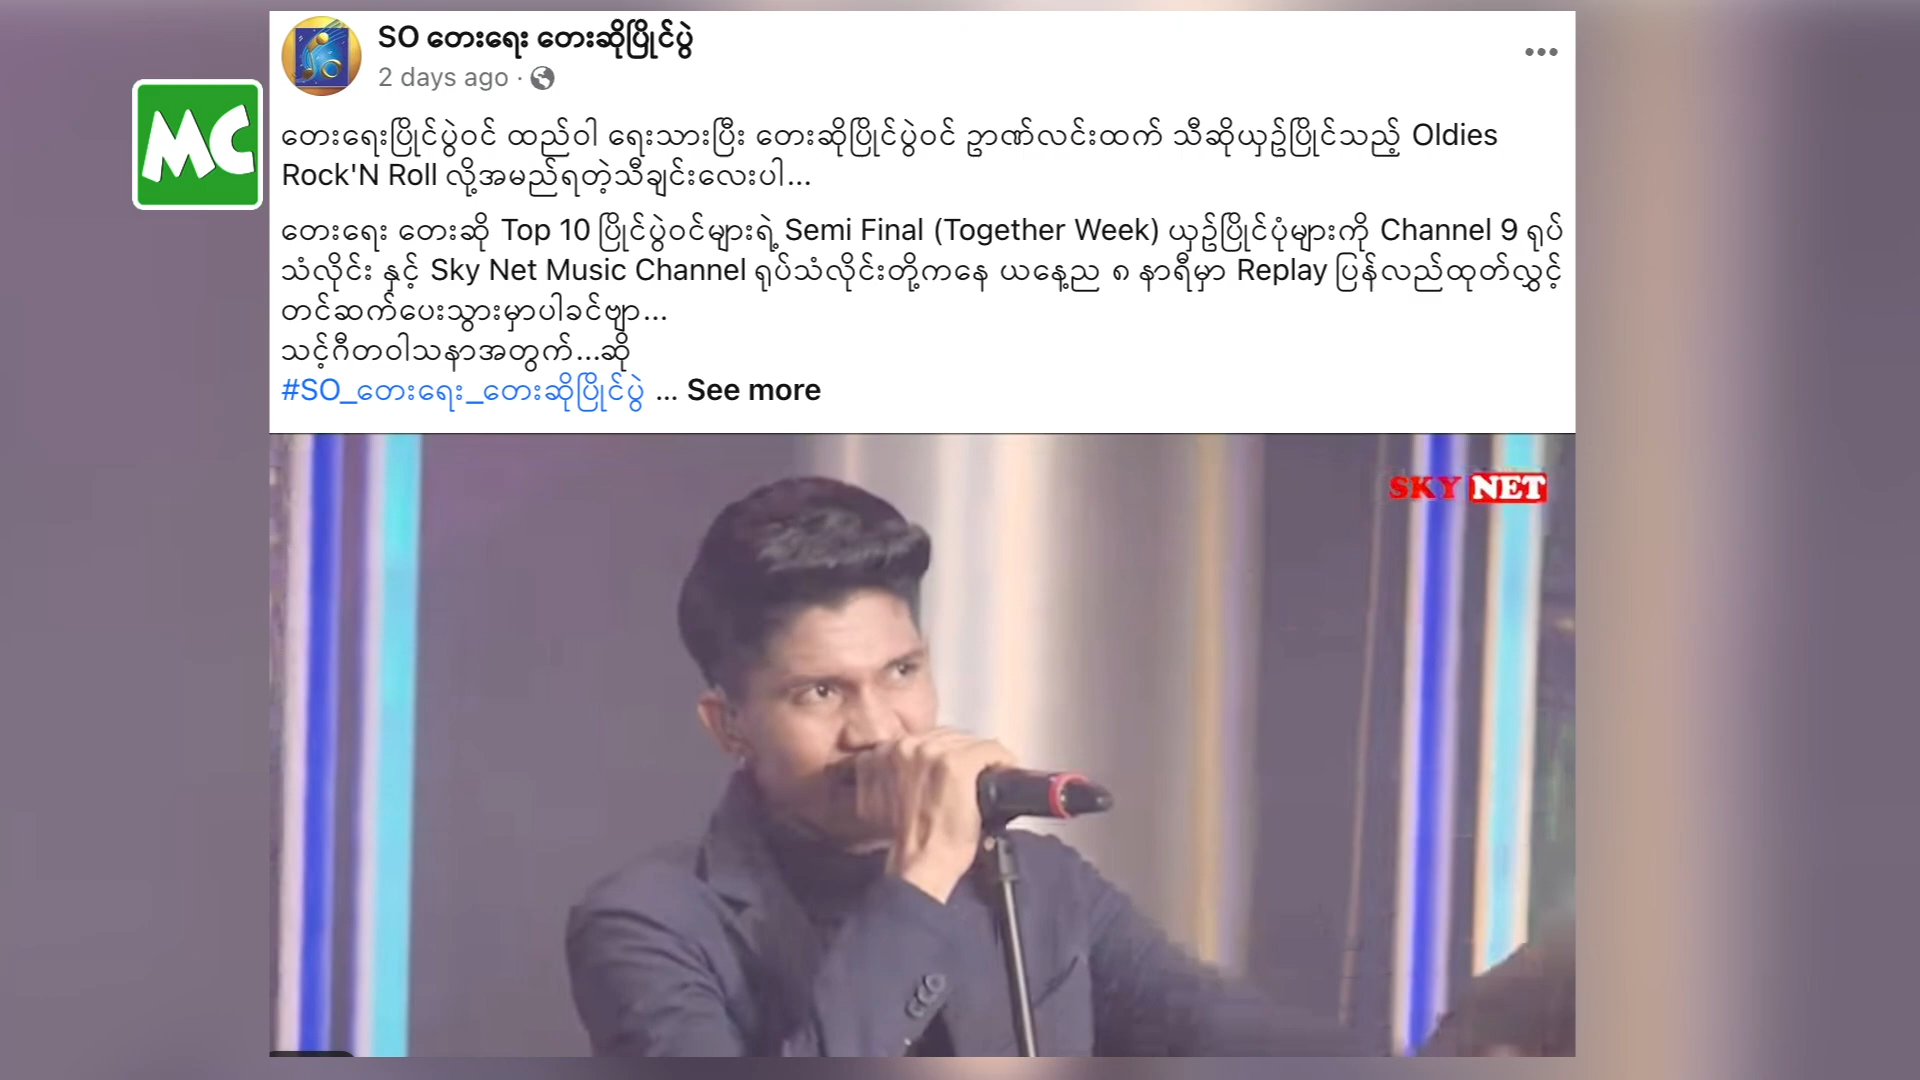 SO တေးရေး တေးဆိုပြိုင်ပွဲ
2 days ago ·
MC
တေးရေးပြိုင်ပွဲဝင် ထည်ဝါ ရေးသားပြီး တေးဆိုပြိုင်ပွဲဝင် ဥာဏ်လင်းထက် သီဆိုယှဉ်ပြိုင်သည့် Oldies
Rock'N Roll လို့အမည်ရတဲ့သီချင်းလေးပါ...
တေးရေး တေးဆို Top 10 ပြိုင်ပွဲဝင်များရဲ့ Semi Final (Together Week) ယှဉ်ပြိုင်ပုံများကို Channel 9 ရုပ်
သံလိုင်း နှင့် Sky Net Music Channel ရုပ်သံလိုင်းတို့ကနေ ယနေ့ည ၈ နာရီမှာ Replay ပြန်လည်ထုတ်လွှင့်
တင်ဆက်ပေးသွားမှာပါခင်ဗျာ...
သင့်ဂီတဝါသနာအတွက်...ဆို
#SO_တေးရေး_တေးဆိုပြိုင်ပွဲ ... See more
SKY NET